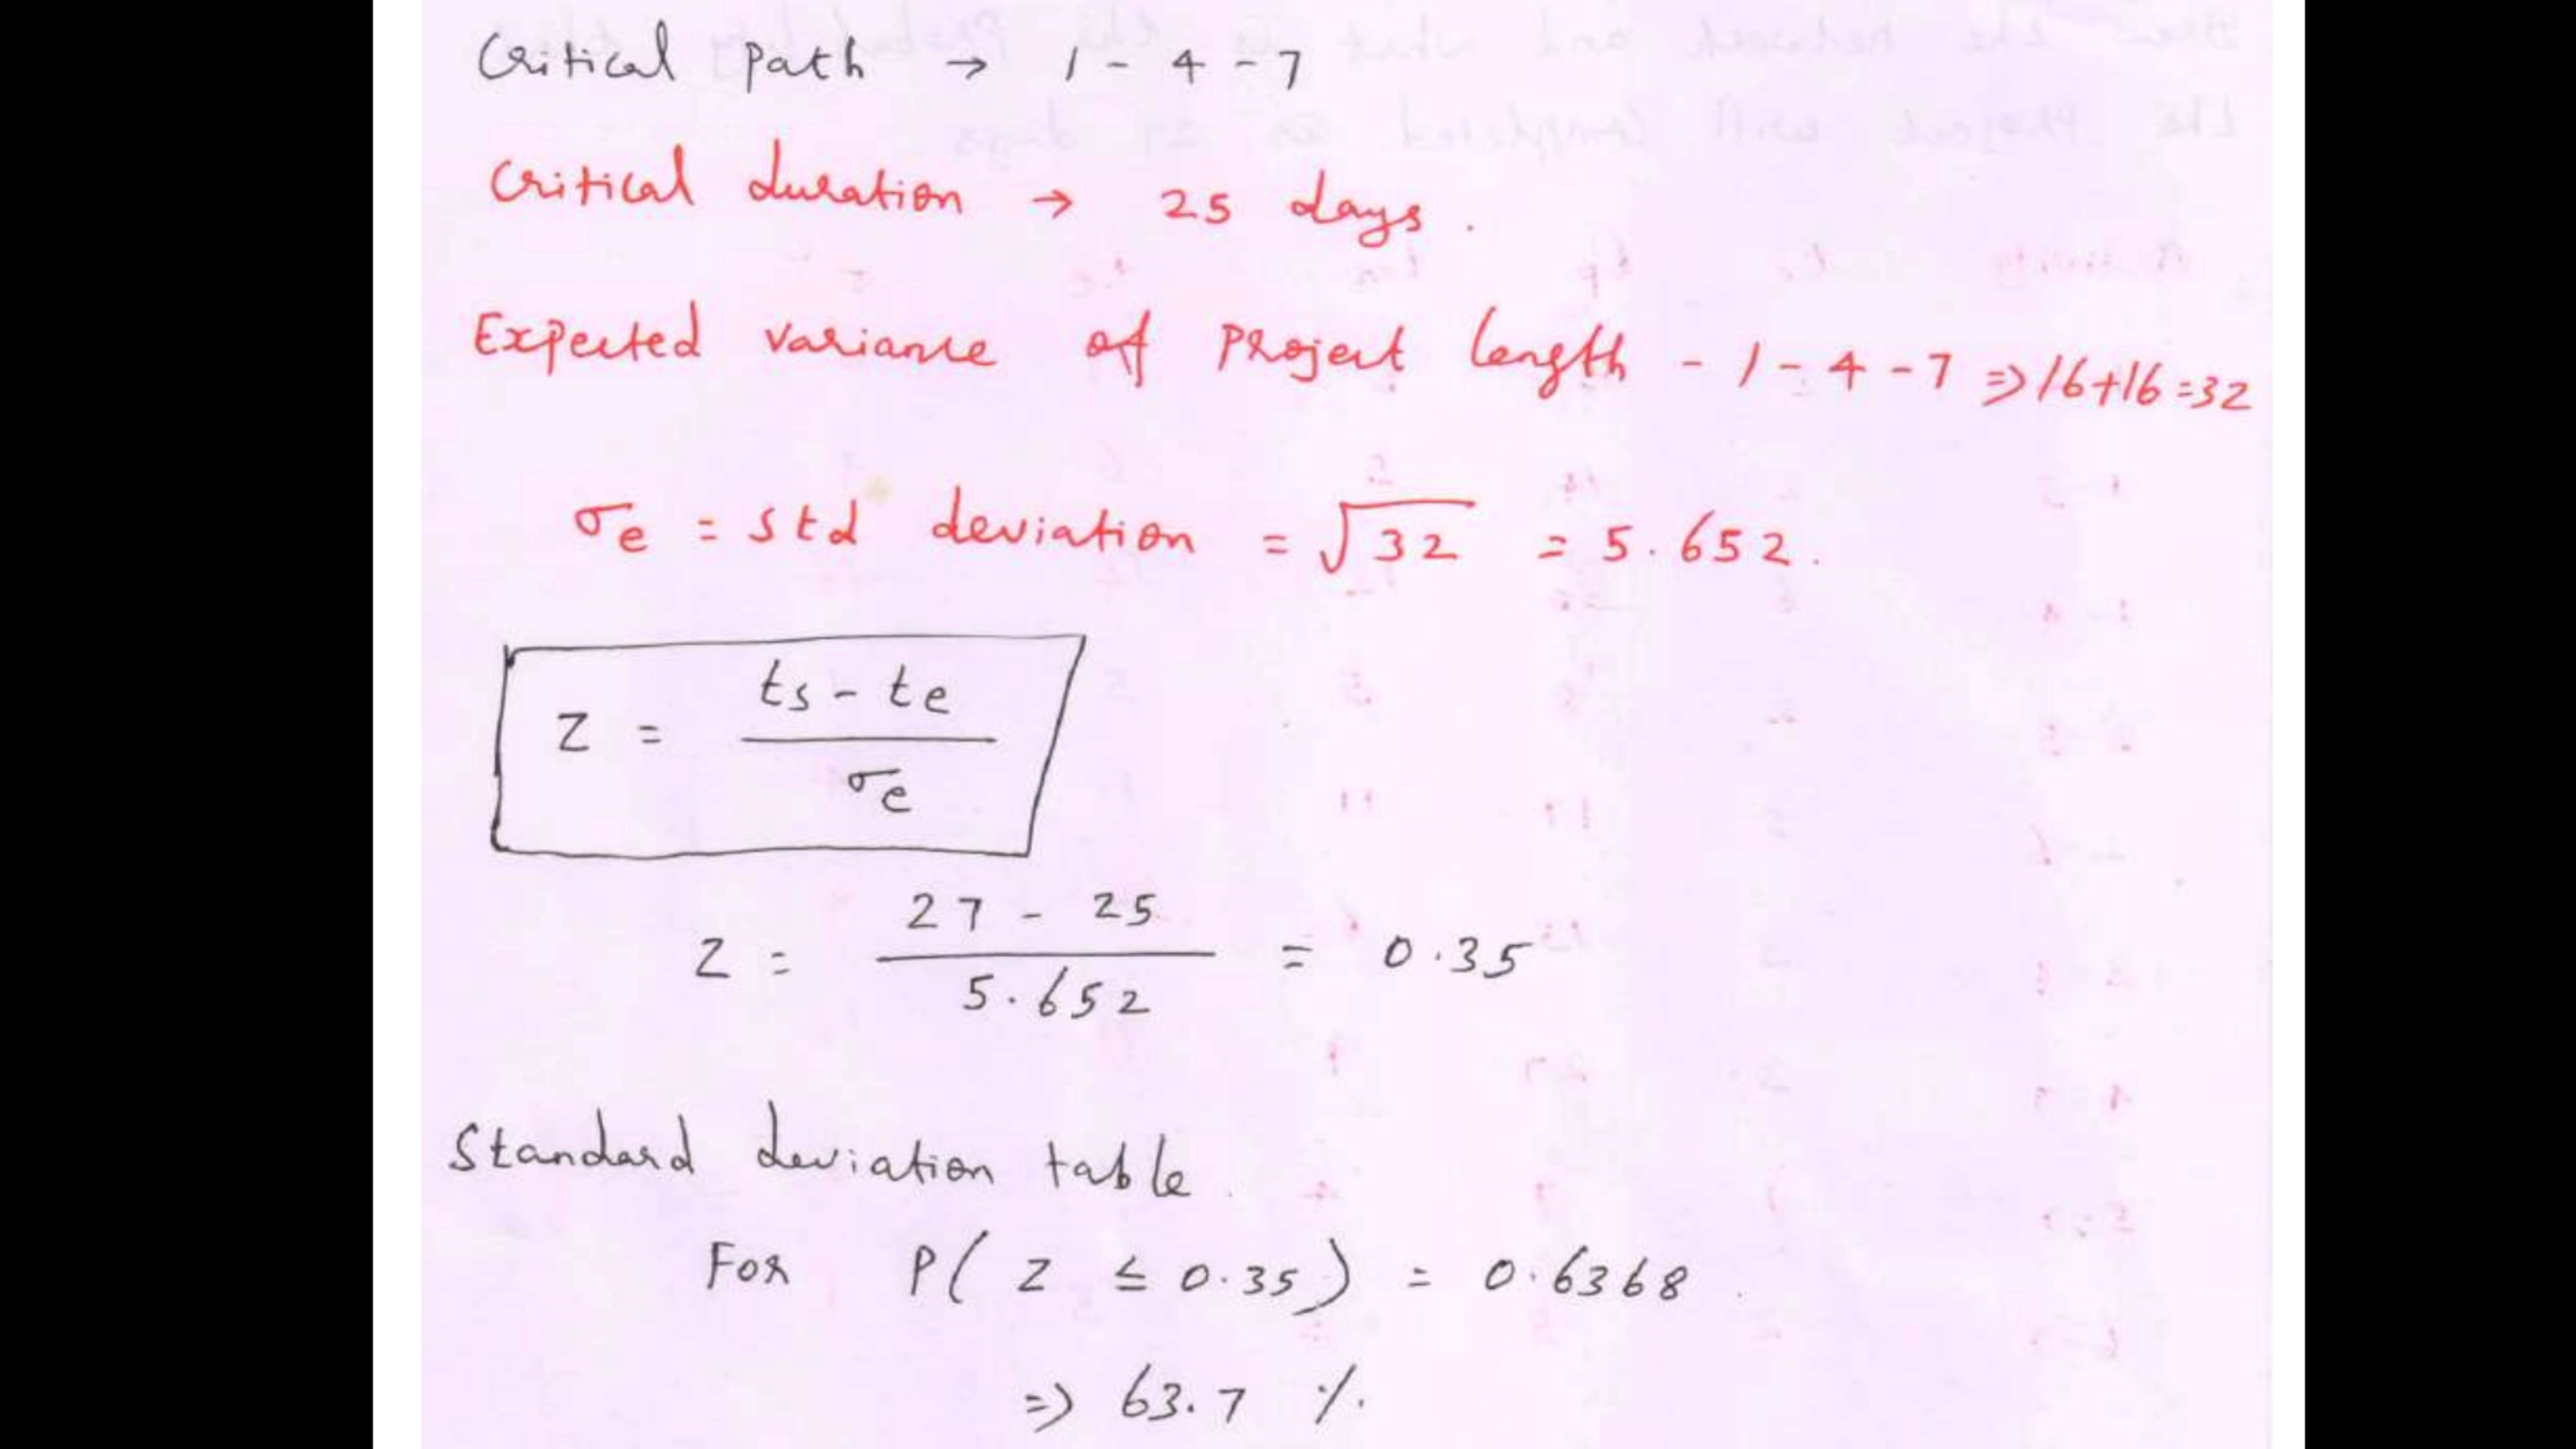 Critical path → 1 - 4 - 7
Critical duration → 25 days.
Expected variance of project length - 1 - 4 - 7 ⇒ 16+16=32
σe = std deviation = √32 = 5.652.
Z = ts - te / σe
Z = 27 - 25 / 5.652 = 0.35
Standard deviation table.
For P( Z ≤ 0.35) = 0.6368.
⇒ 63.7 %.